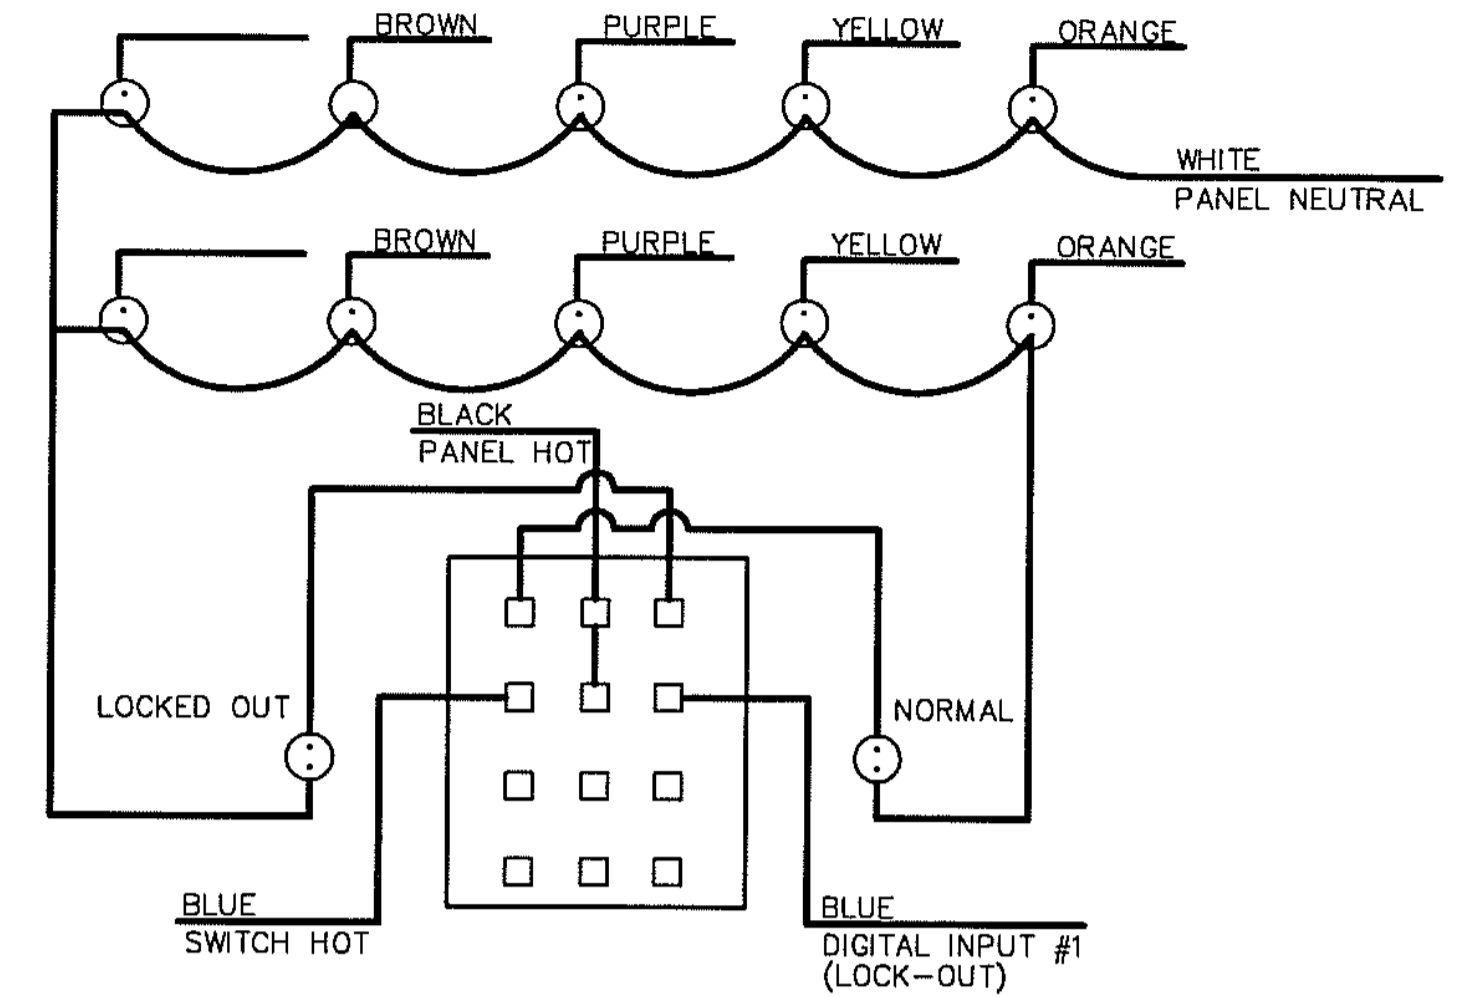 BROWN
PURPLE
YELLOW
ORANGE
WHITE
PANEL NEUTRAL
BROWN
PURPLE
YELLOW
ORANGE
BLACK
PANEL HOT
LOCKED OUT
NORMAL
BLUE
SWITCH HOT
BLUE
DIGITAL INPUT #1
(LOCK-OUT)